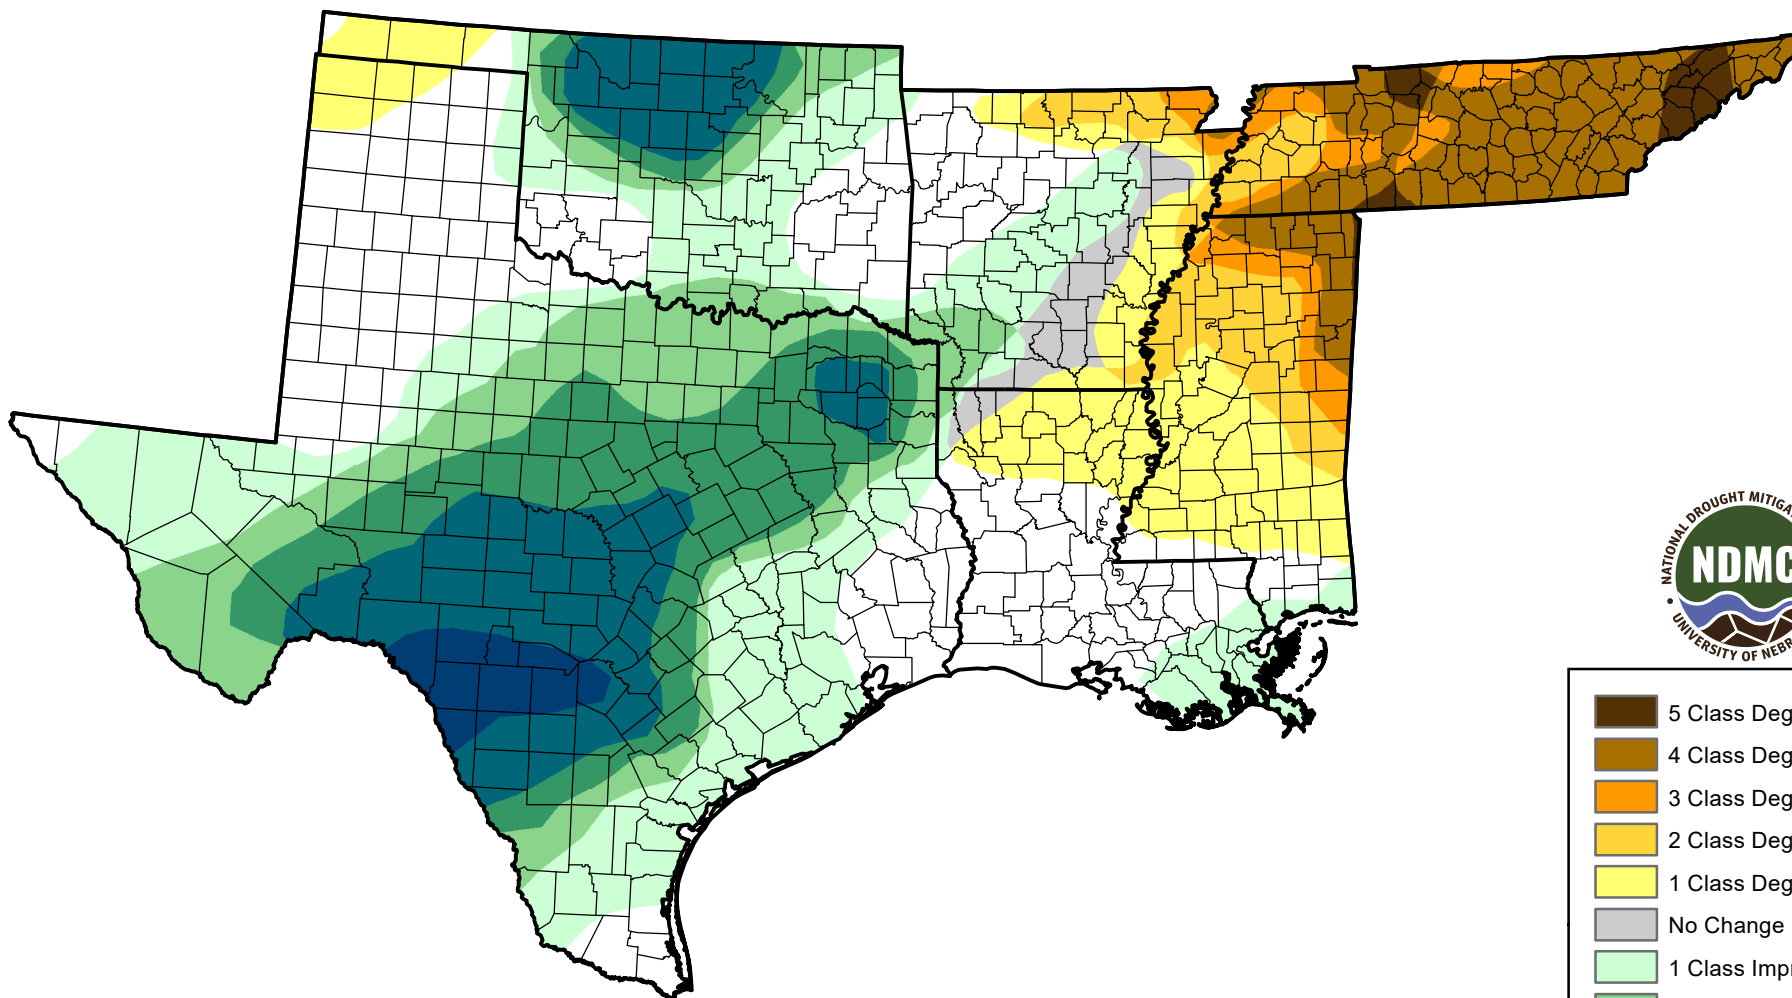 NATIONAL DROUGHT MITIGA
NDMC
UNIVERSITY OF NEBR
5 Class Deg
4 Class Deg
3 Class Deg
2 Class Deg
1 Class Deg
No Change
1 Class Impr